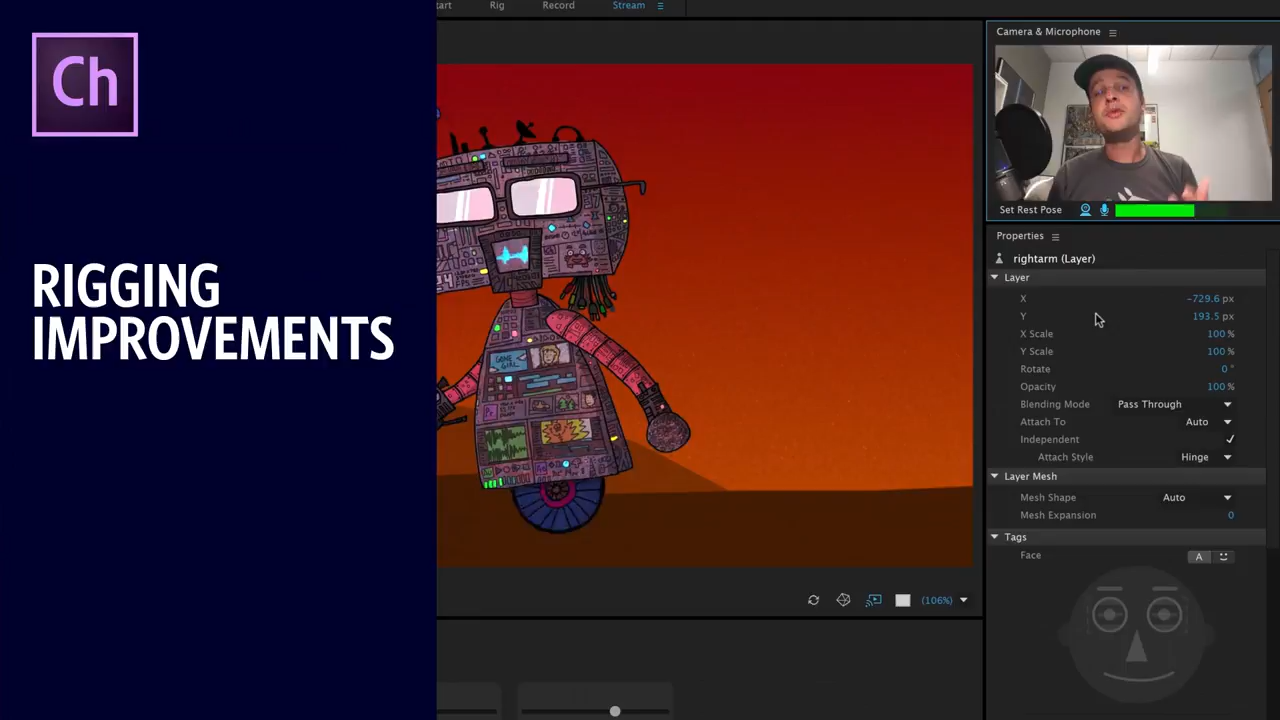 Ch
RIGGING
IMPROVEMENTS
tart Rig Record Stream
Camera & Microphone
Set Rest Pose
Properties
rightarm (Layer)
Layer
X -729.6 px
Y 193.5 px
X Scale 100 %
Y Scale 100 %
Rotate 0 °
Opacity 100 %
Blending Mode Pass Through
Attach To Auto
Independent
Attach Style Hinge
Layer Mesh
Mesh Shape Auto
Mesh Expansion 0
Tags
Face A
(106%)